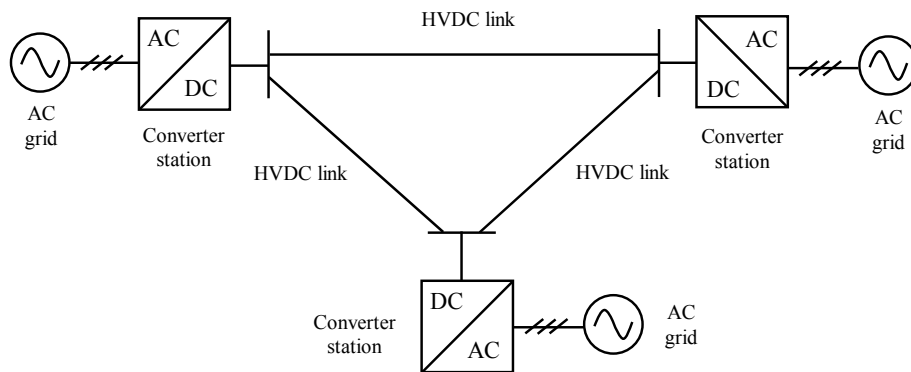 HVDC link
AC
DC
AC
DC
AC
grid
Converter
station
Converter
station
AC
grid
HVDC link
HVDC link
DC
AC
Converter
station
AC
grid